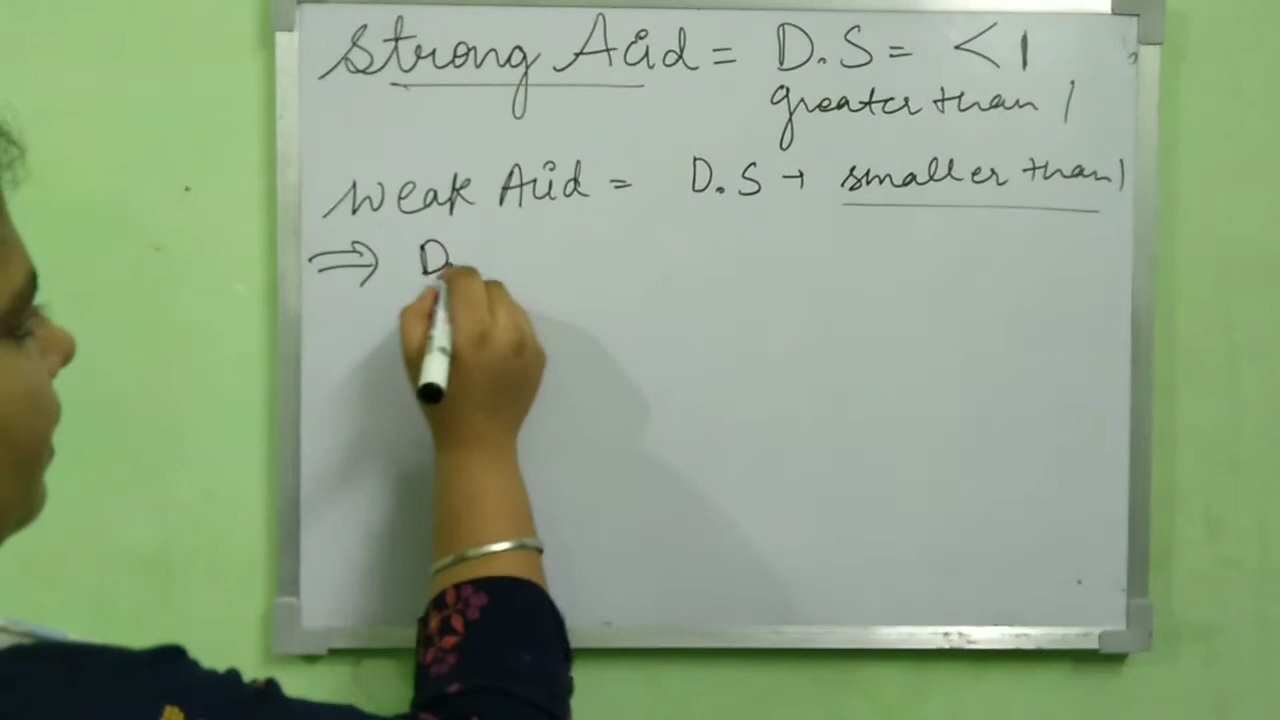 Strong Acid = D.S = < 1
greater than 1
Weak Acid = D.S → smaller than 1
⇒ D.